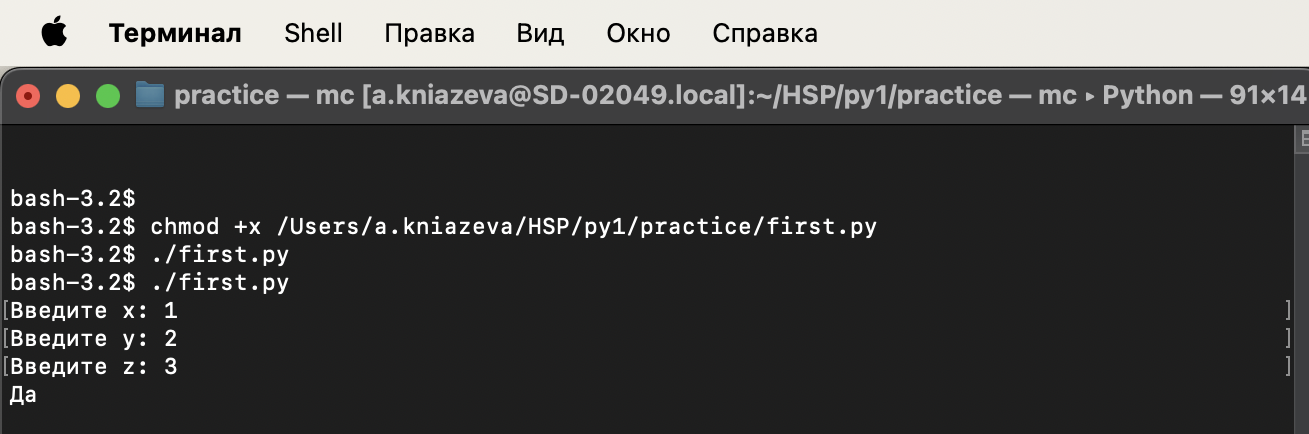 Терминал Shell Правка Вид Окно Справка
practice — mc [a.kniazeva@SD-02049.local]:~/HSP/py1/practice — mc ▸ Python — 91×14
bash-3.2$
bash-3.2$ chmod +x /Users/a.kniazeva/HSP/py1/practice/first.py
bash-3.2$ ./first.py
bash-3.2$ ./first.py
[Введите x: 1 ]
[Введите y: 2 ]
[Введите z: 3 ]
Да